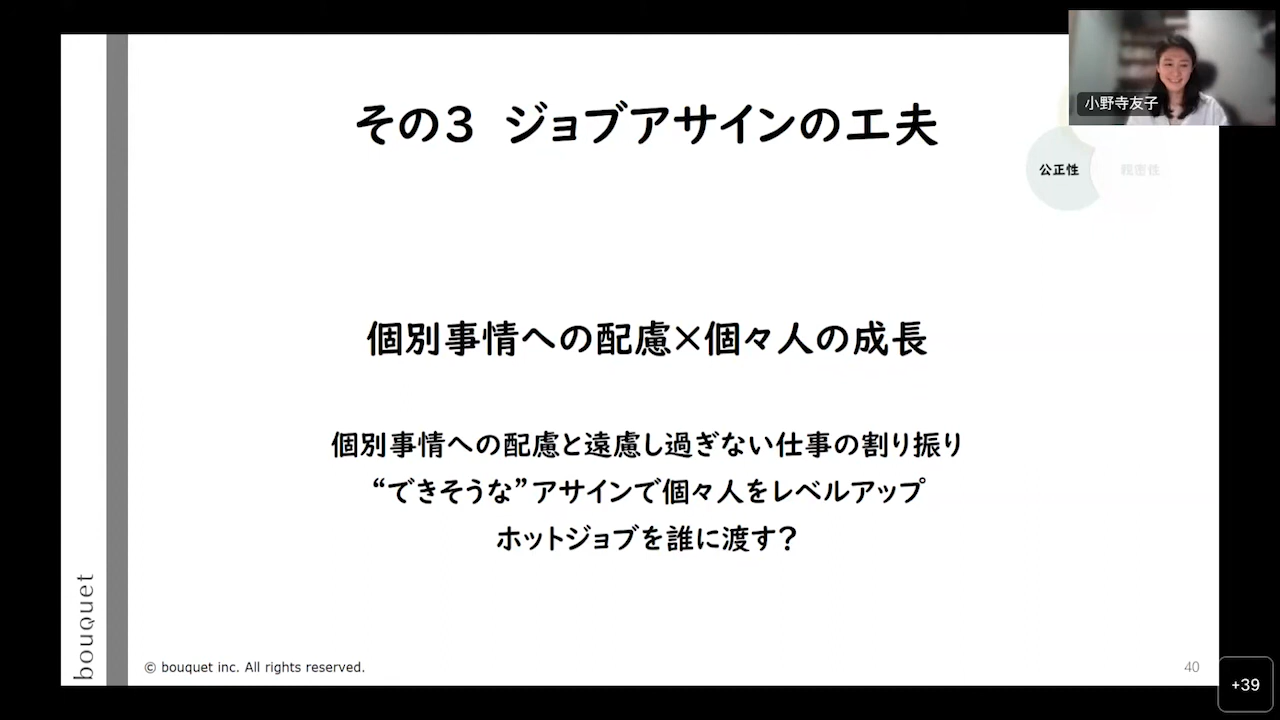 小野寺友子
その3 ジョブアサインの工夫
公正性
親密性
個別事情への配慮×個々人の成長
個別事情への配慮と遠慮し過ぎない仕事の割り振り
“できそうな”アサインで個々人をレベルアップ
ホットジョブを誰に渡す？
bouquet
© bouquet inc. All rights reserved.
40
+39